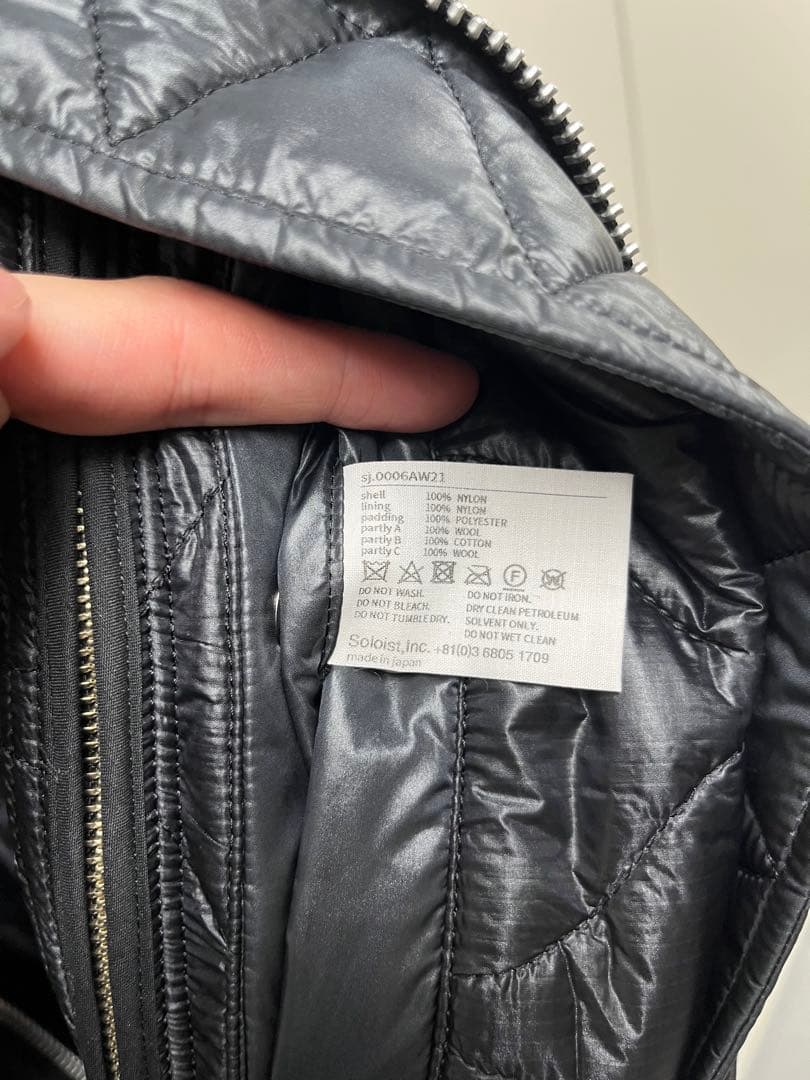 sj.0006AW21
shell 100% NYLON
lining 100% NYLON
padding 100% POLYESTER
partly A 100% WOOL
partly B 100% COTTON
partly C 100% WOOL
F W
DO NOT WASH. DO NOT IRON.
DO NOT BLEACH. DRY CLEAN PETROLEUM
DO NOT TUMBLE DRY. SOLVENT ONLY.
DO NOT WET CLEAN
Soloist,Inc. +81(0)3 6805 1709
made in japan